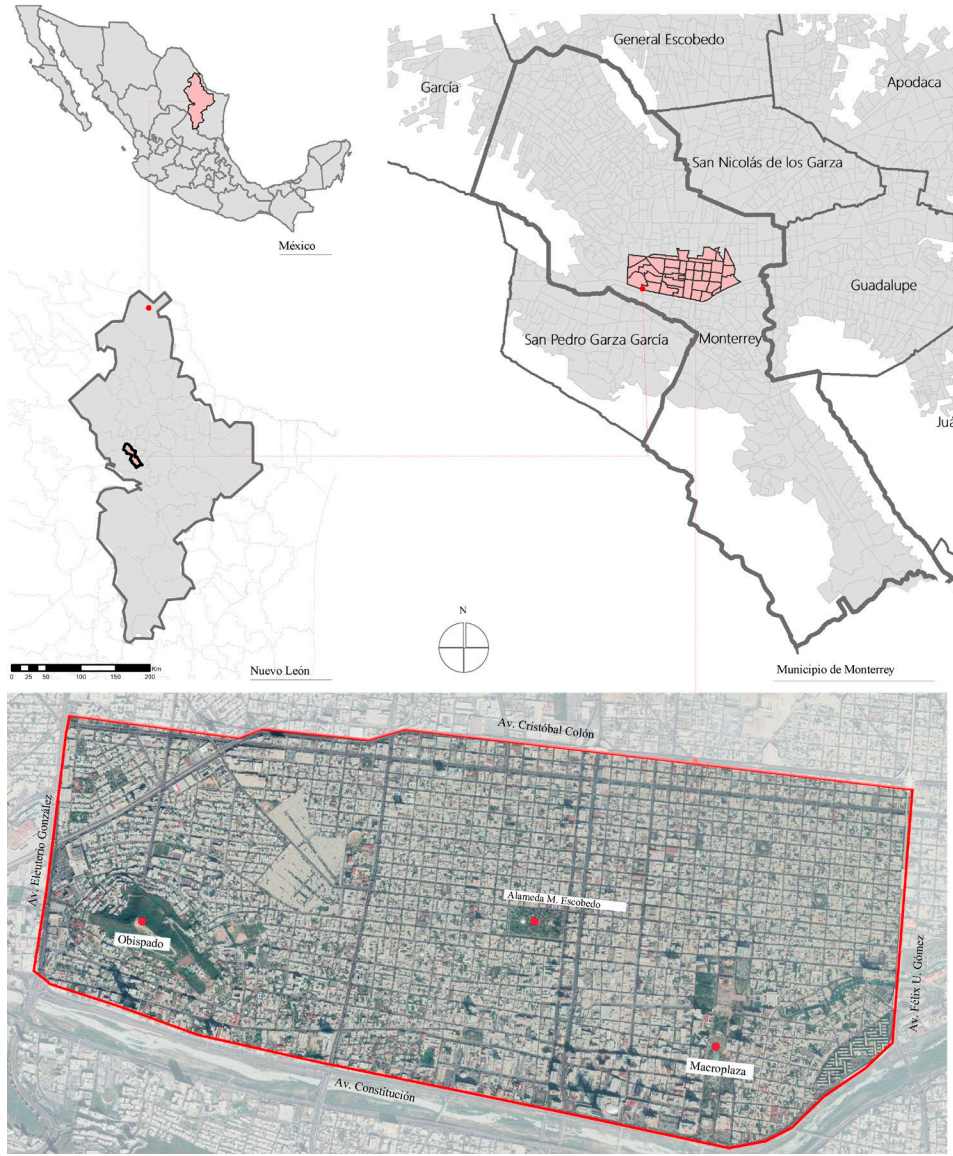 General Escobedo
García
Apodaca
San Nicolás de los Garza
México
Guadalupe
San Pedro Garza García
Monterrey
Juá
N
Km
0 25 50 100 150 200
Nuevo León
Municipio de Monterrey
Av. Cristóbal Colón
Av. Eleuterio González
Alameda M. Escobedo
Obispado
Av. Félix U. Gómez
Macroplaza
Av. Constitución